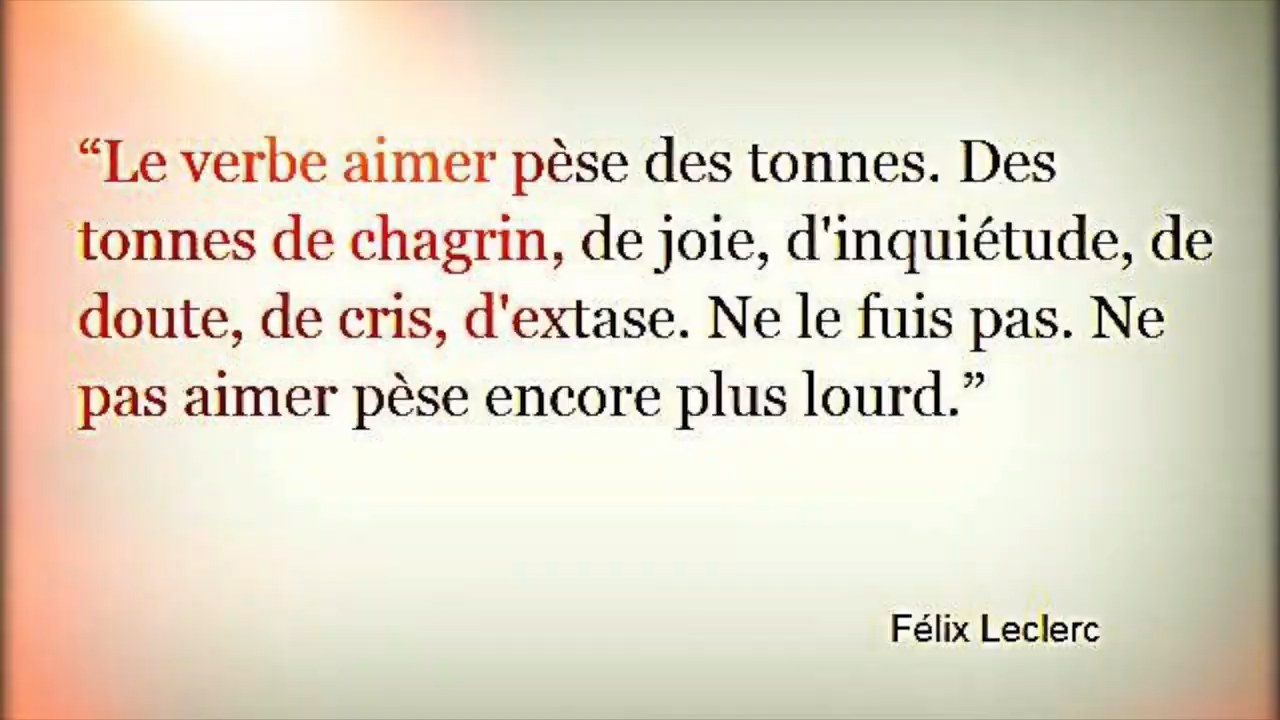 “Le verbe aimer pèse des tonnes. Des
tonnes de chagrin, de joie, d'inquiétude, de
doute, de cris, d'extase. Ne le fuis pas. Ne
pas aimer pèse encore plus lourd.”
Félix Leclerc